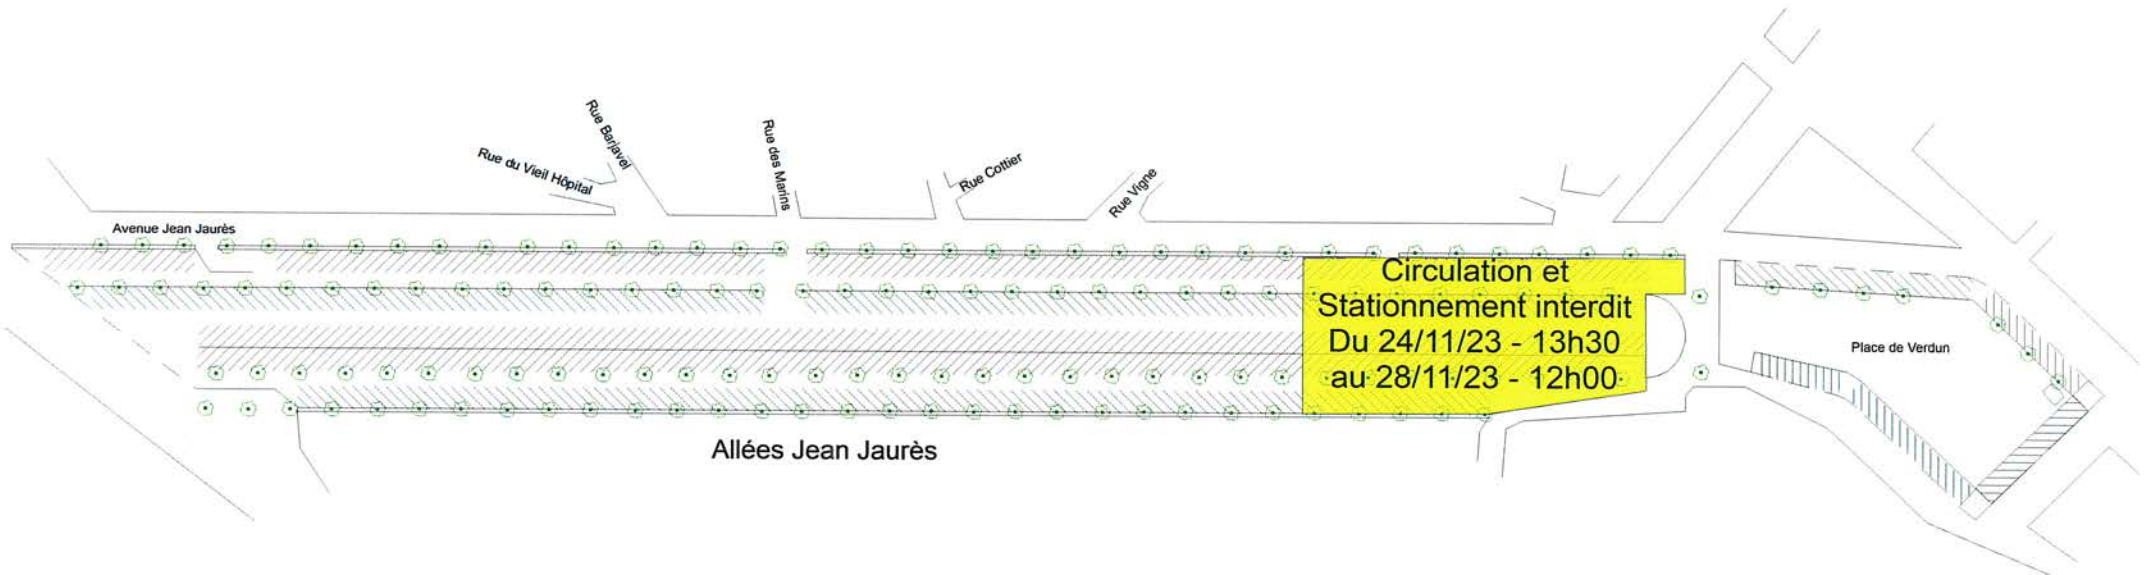 Rue Barjavel
Rue du Vieil Hôpital
Rue des Marins
Rue Cottier
Rue Vigne
Avenue Jean Jaurès
Circulation et
Stationnement interdit
Du 24/11/23 - 13h30
au 28/11/23 - 12h00
Place de Verdun
Allées Jean Jaurès